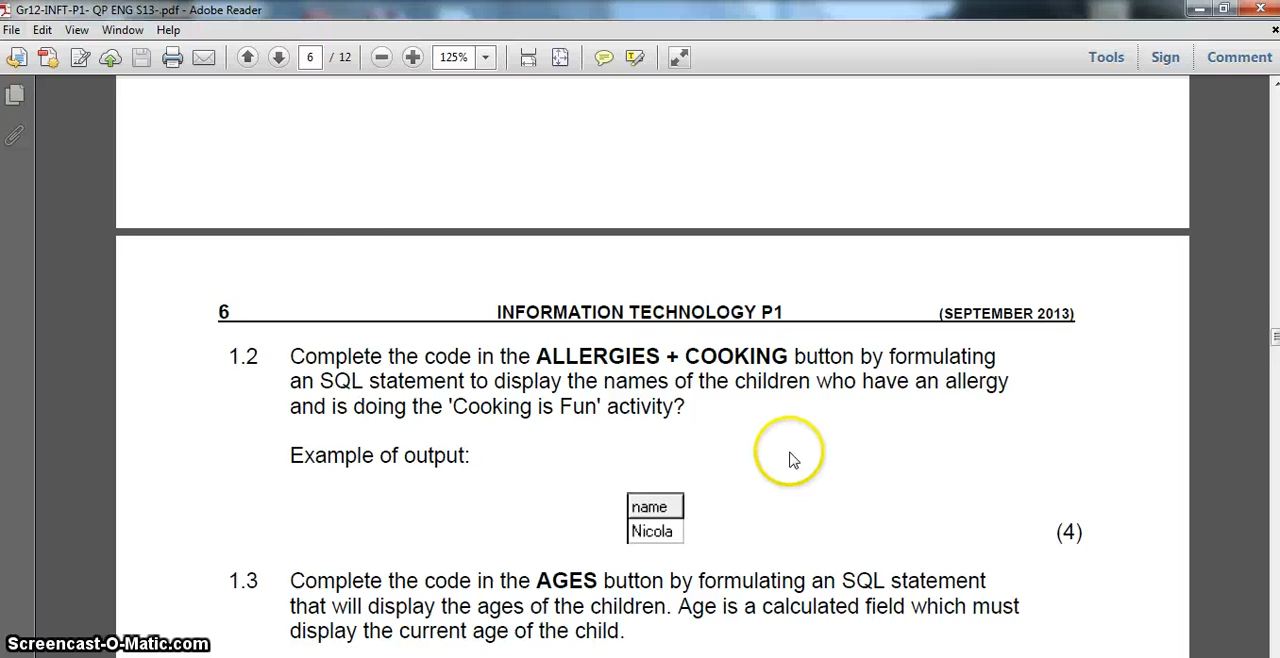 Gr12-INFT-P1- QP ENG S13-.pdf - Adobe Reader
File Edit View Window Help
6 / 12 125% Tools Sign Comment
6 INFORMATION TECHNOLOGY P1 (SEPTEMBER 2013)
1.2 Complete the code in the ALLERGIES + COOKING button by formulating
an SQL statement to display the names of the children who have an allergy
and is doing the 'Cooking is Fun' activity?
Example of output:
name
Nicola
(4)
1.3 Complete the code in the AGES button by formulating an SQL statement
that will display the ages of the children. Age is a calculated field which must
display the current age of the child.
Screencast-O-Matic.com